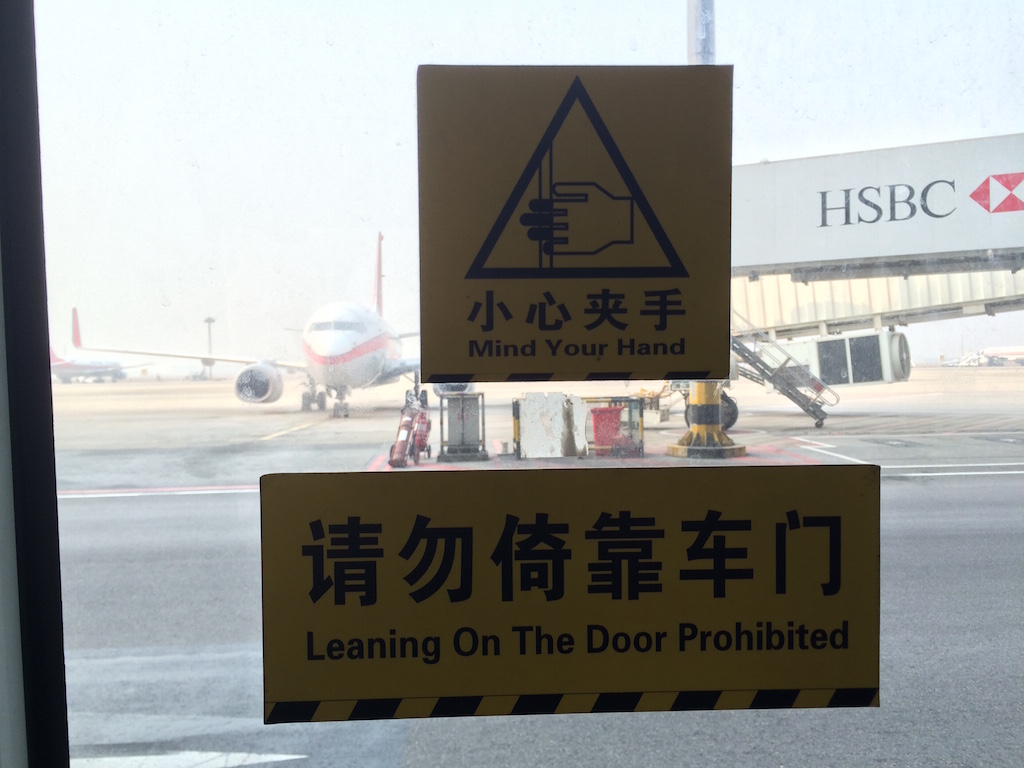 HSBC
小心夹手
Mind Your Hand
请勿倚靠车门
Leaning On The Door Prohibited